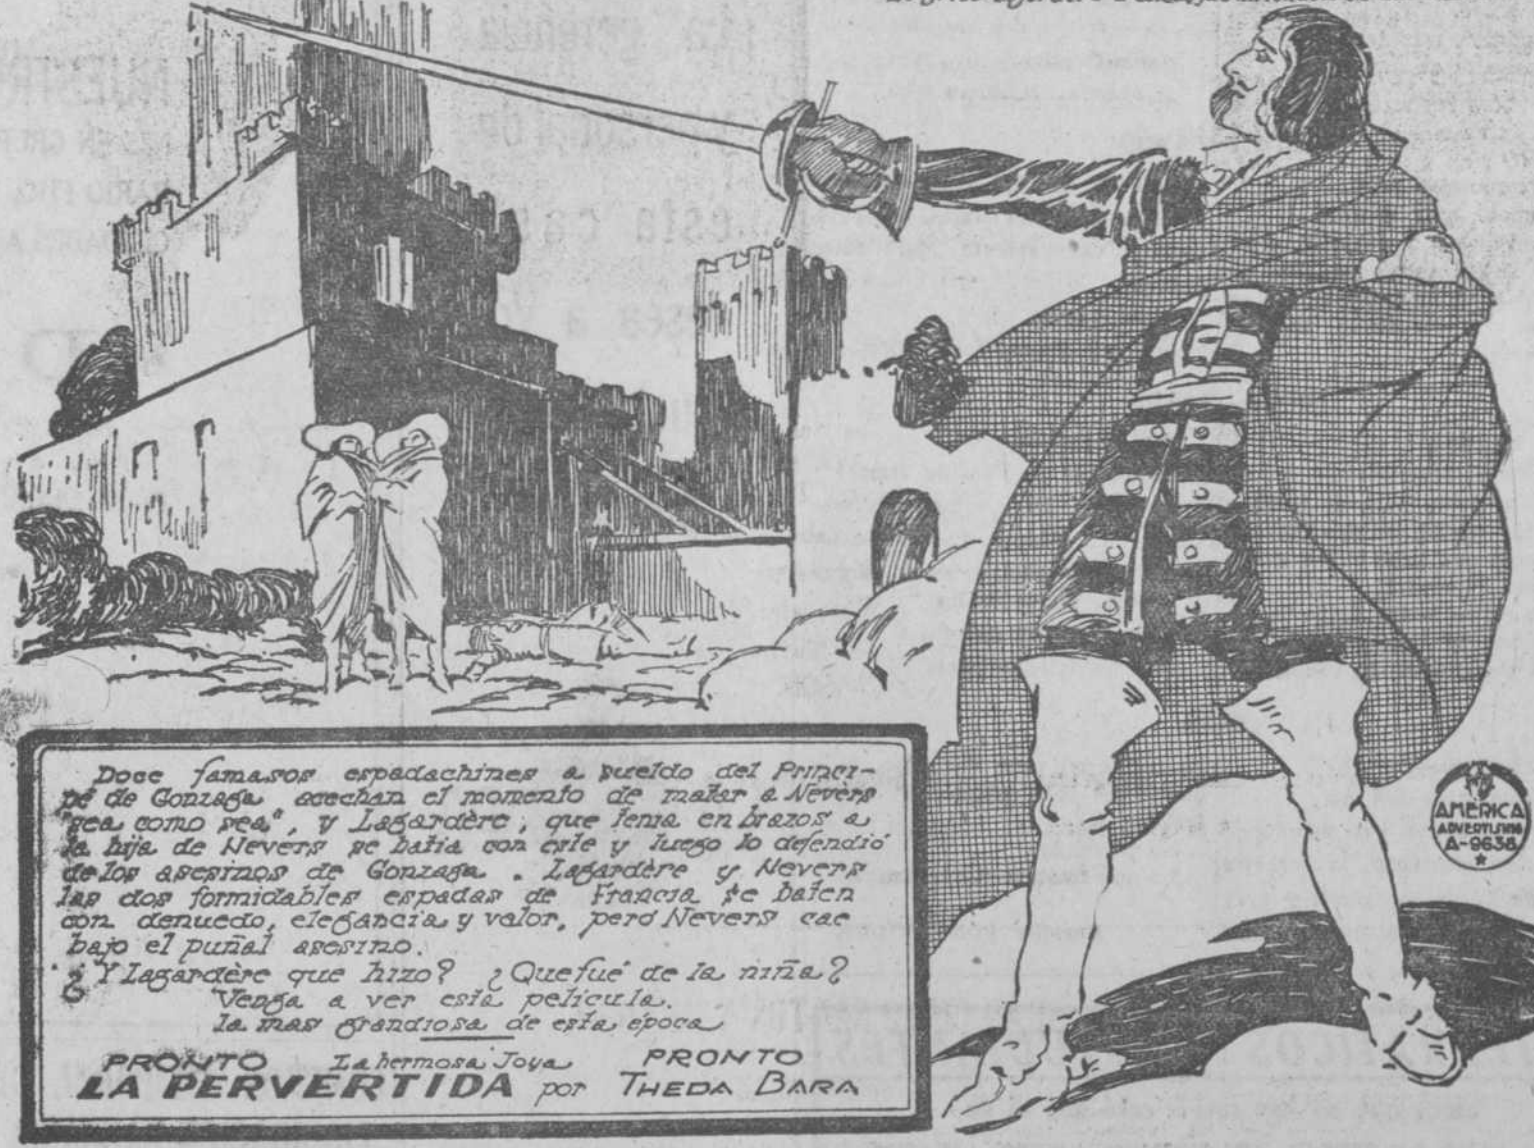 Doce famosos espadachines a sueldo del Princi-
pe de Gonzaga acechan el momento de matar a Nevers
"sea como sea", y Lagardère, que tenia en brazos a
la hija de Nevers se batia con este y luego lo defendió
de los asesinos de Gonzaga. Lagardère y Nevers
las dos formidables espadas de Francia se baten
con denuedo, elegancia y valor, pero Nevers cae
bajo el puñal asesino.
¿Y Lagardère que hizo? ¿Que fué de la niña?
Venga a ver esta pelicula.
la mas grandiosa de esta época
PRONTO La hermosa Joya PRONTO
LA PERVERTIDA por THEDA BARA
AMERICA
ADVERTISING
A-9638